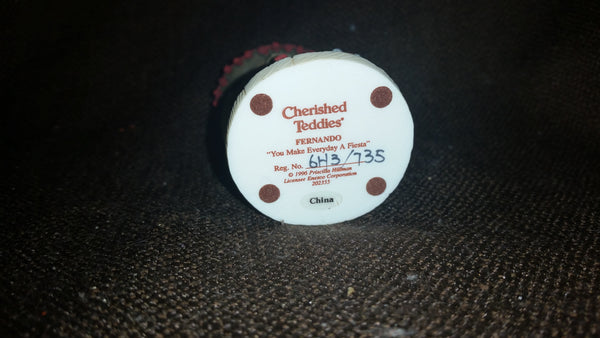 Cherished
Teddies®
FERNANDO
"You Make Everyday A Fiesta"
Reg. No. 6H3/735
© 1996 Priscilla Hillman
Licensee Enesco Corporation
202355
China